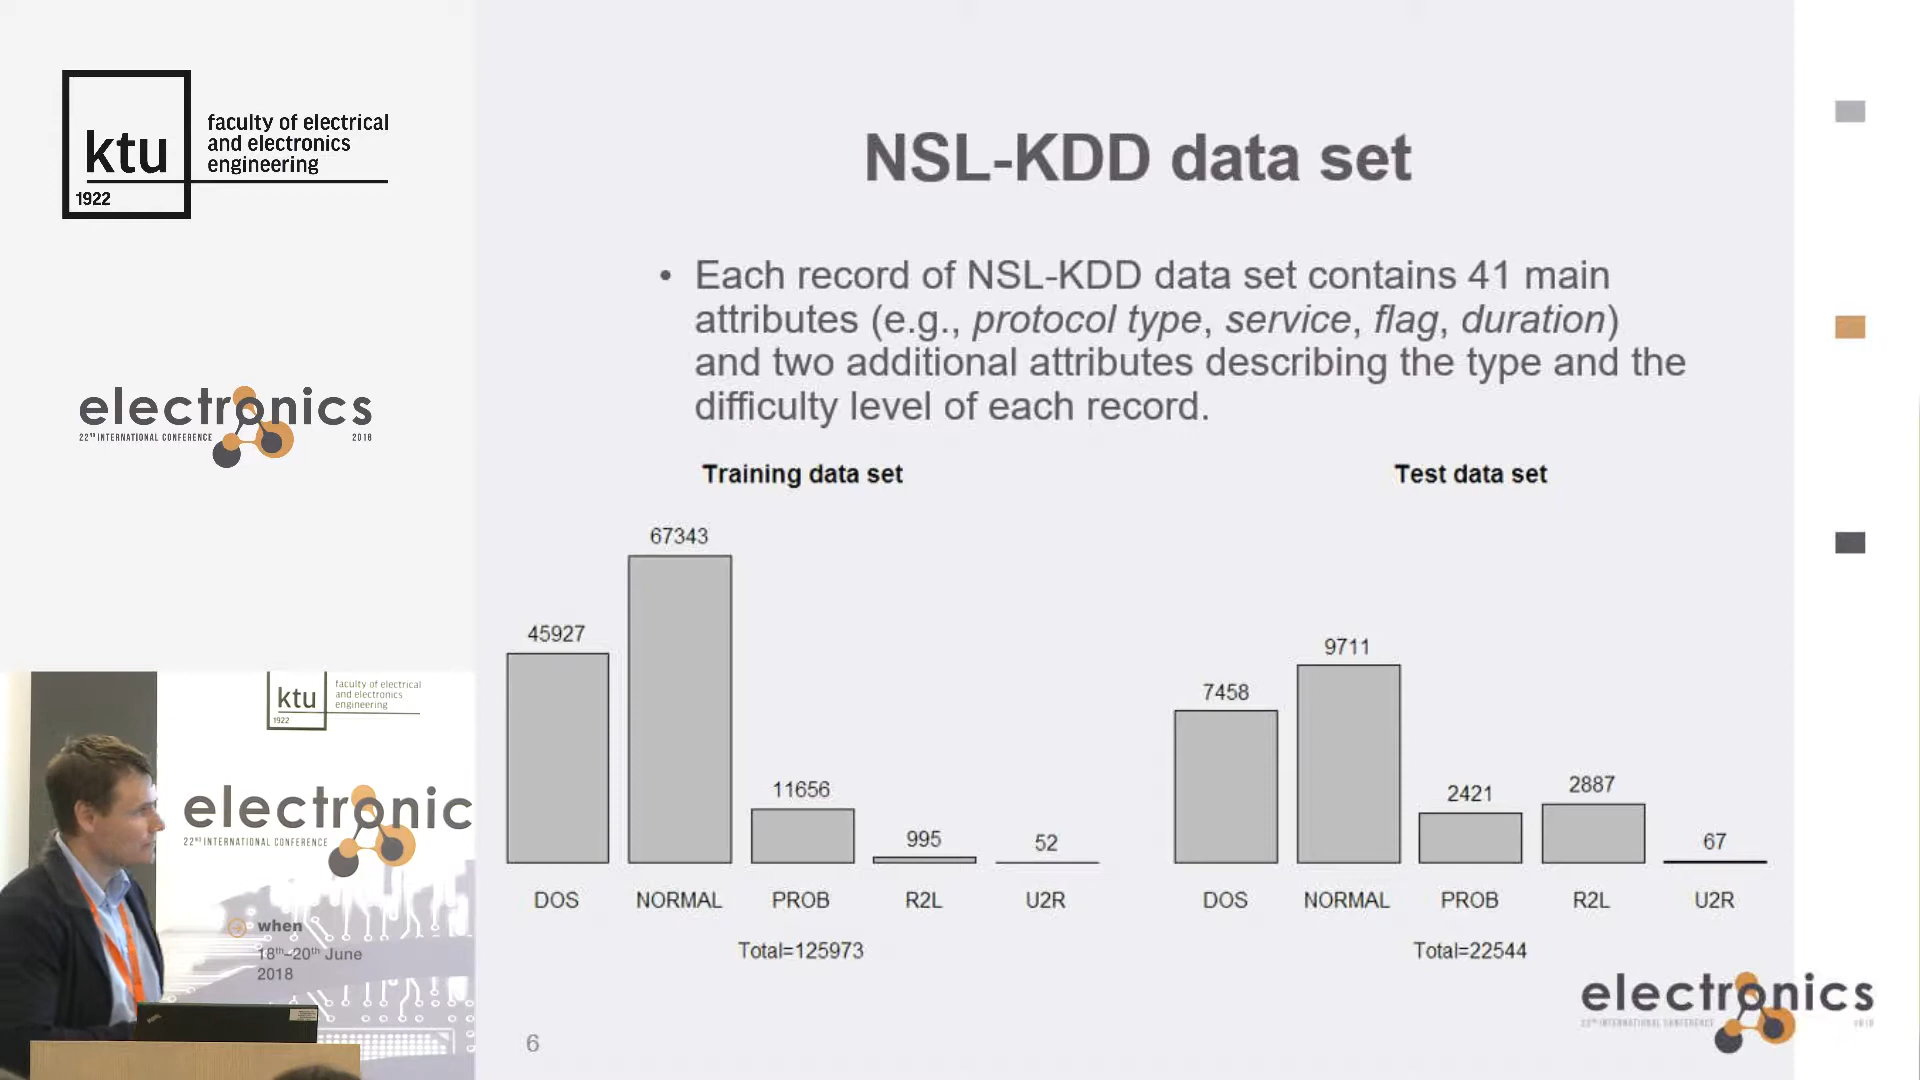 ktu
1922
faculty of electrical
and electronics
engineering
electronics
22ND INTERNATIONAL CONFERENCE
2018
NSL-KDD data set
• Each record of NSL-KDD data set contains 41 main
attributes (e.g., protocol type, service, flag, duration)
and two additional attributes describing the type and the
difficulty level of each record.
Training data set
67343
45927
11656
995
52
DOS NORMAL PROB R2L U2R
Total=125973
Test data set
9711
7458
2421
2887
67
DOS NORMAL PROB R2L U2R
Total=22544
6
electronics
ktu
1922
faculty of electrical
and electronics
engineering
electronic
22ND INTERNATIONAL CONFERENCE
when
18th–20th June
2018